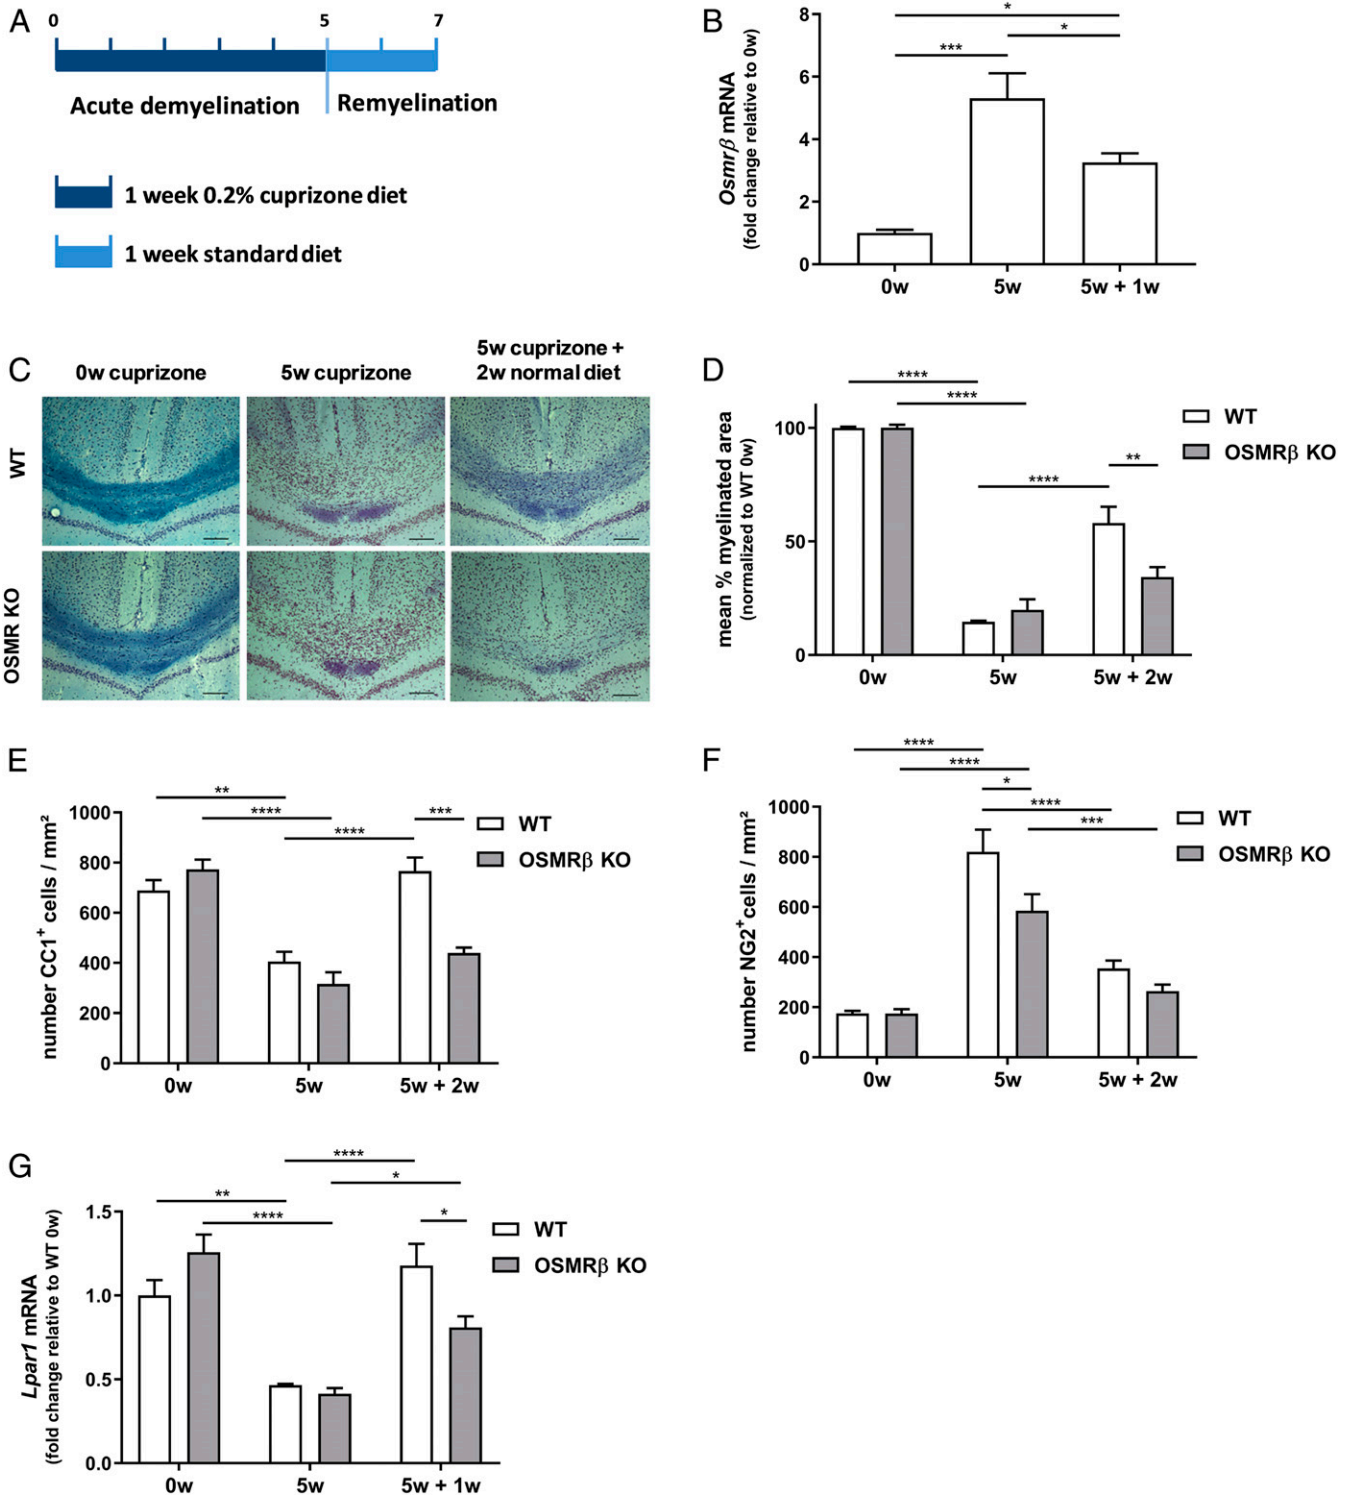 A
0 5 7
Acute demyelination Remyelination
1 week 0.2% cuprizone diet
1 week standard diet
B
Osmrβ mRNA
(fold change relative to 0w)
8
6
4
2
0
*
*
***
0w 5w 5w + 1w
C
0w cuprizone
5w cuprizone
5w cuprizone +
2w normal diet
WT
OSMR KO
D
mean % myelinated area
(normalized to WT 0w)
100
50
0
****
****
****
**
WT
OSMRβ KO
0w 5w 5w + 2w
E
number CC1⁺ cells / mm²
1000
800
600
400
200
0
**
****
****
***
WT
OSMRβ KO
0w 5w 5w + 2w
F
number NG2⁺cells / mm²
1000
800
600
400
200
0
****
****
*
****
***
WT
OSMRβ KO
0w 5w 5w + 2w
G
Lpar1 mRNA
(fold change relative to WT 0w)
1.5
1.0
0.5
0.0
****
*
**
****
*
WT
OSMRβ KO
0w 5w 5w + 1w